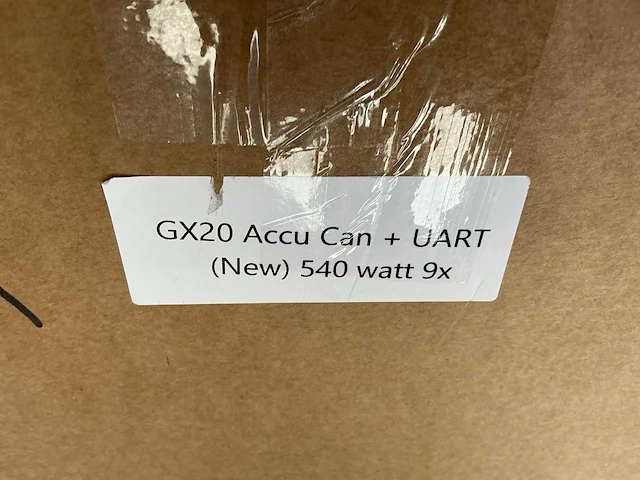 GX20 Accu Can + UART
(New) 540 watt 9x